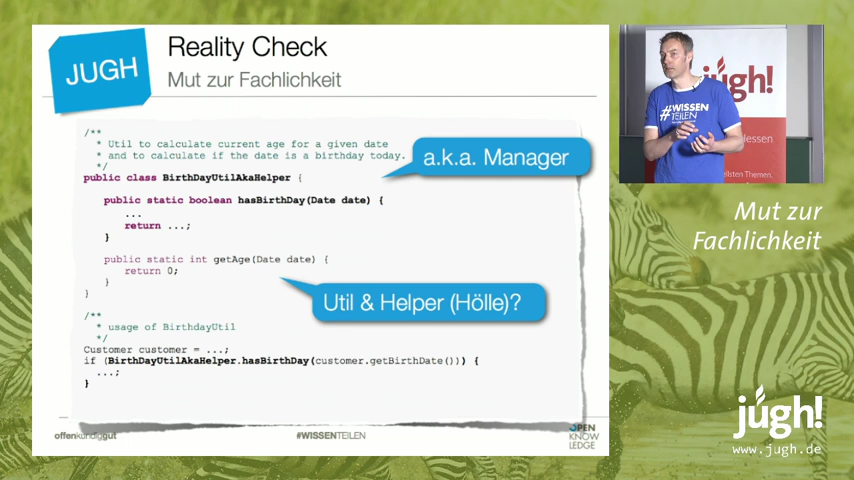 JUGH
Reality Check
Mut zur Fachlichkeit
/**
* Util to calculate current age for a given date
* and to calculate if the date is a birthday today.
*/
public class BirthDayUtilAkaHelper {
public static boolean hasBirthDay(Date date) {
...
return ...;
}
public static int getAge(Date date) {
return 0;
}
}
/**
* usage of BirthdayUtil
*/
Customer customer = ...;
if (BirthDayUtilAkaHelper.hasBirthDay(customer.getBirthDate())) {
...;
}
a.k.a. Manager
Util & Helper (Hölle)?
offenkundiggut
#WISSENTEILEN
OPEN
KNOW
LEDGE
jugh!
#WISSEN
TEILEN
Mut zur
Fachlichkeit
jugh!
www.jugh.de